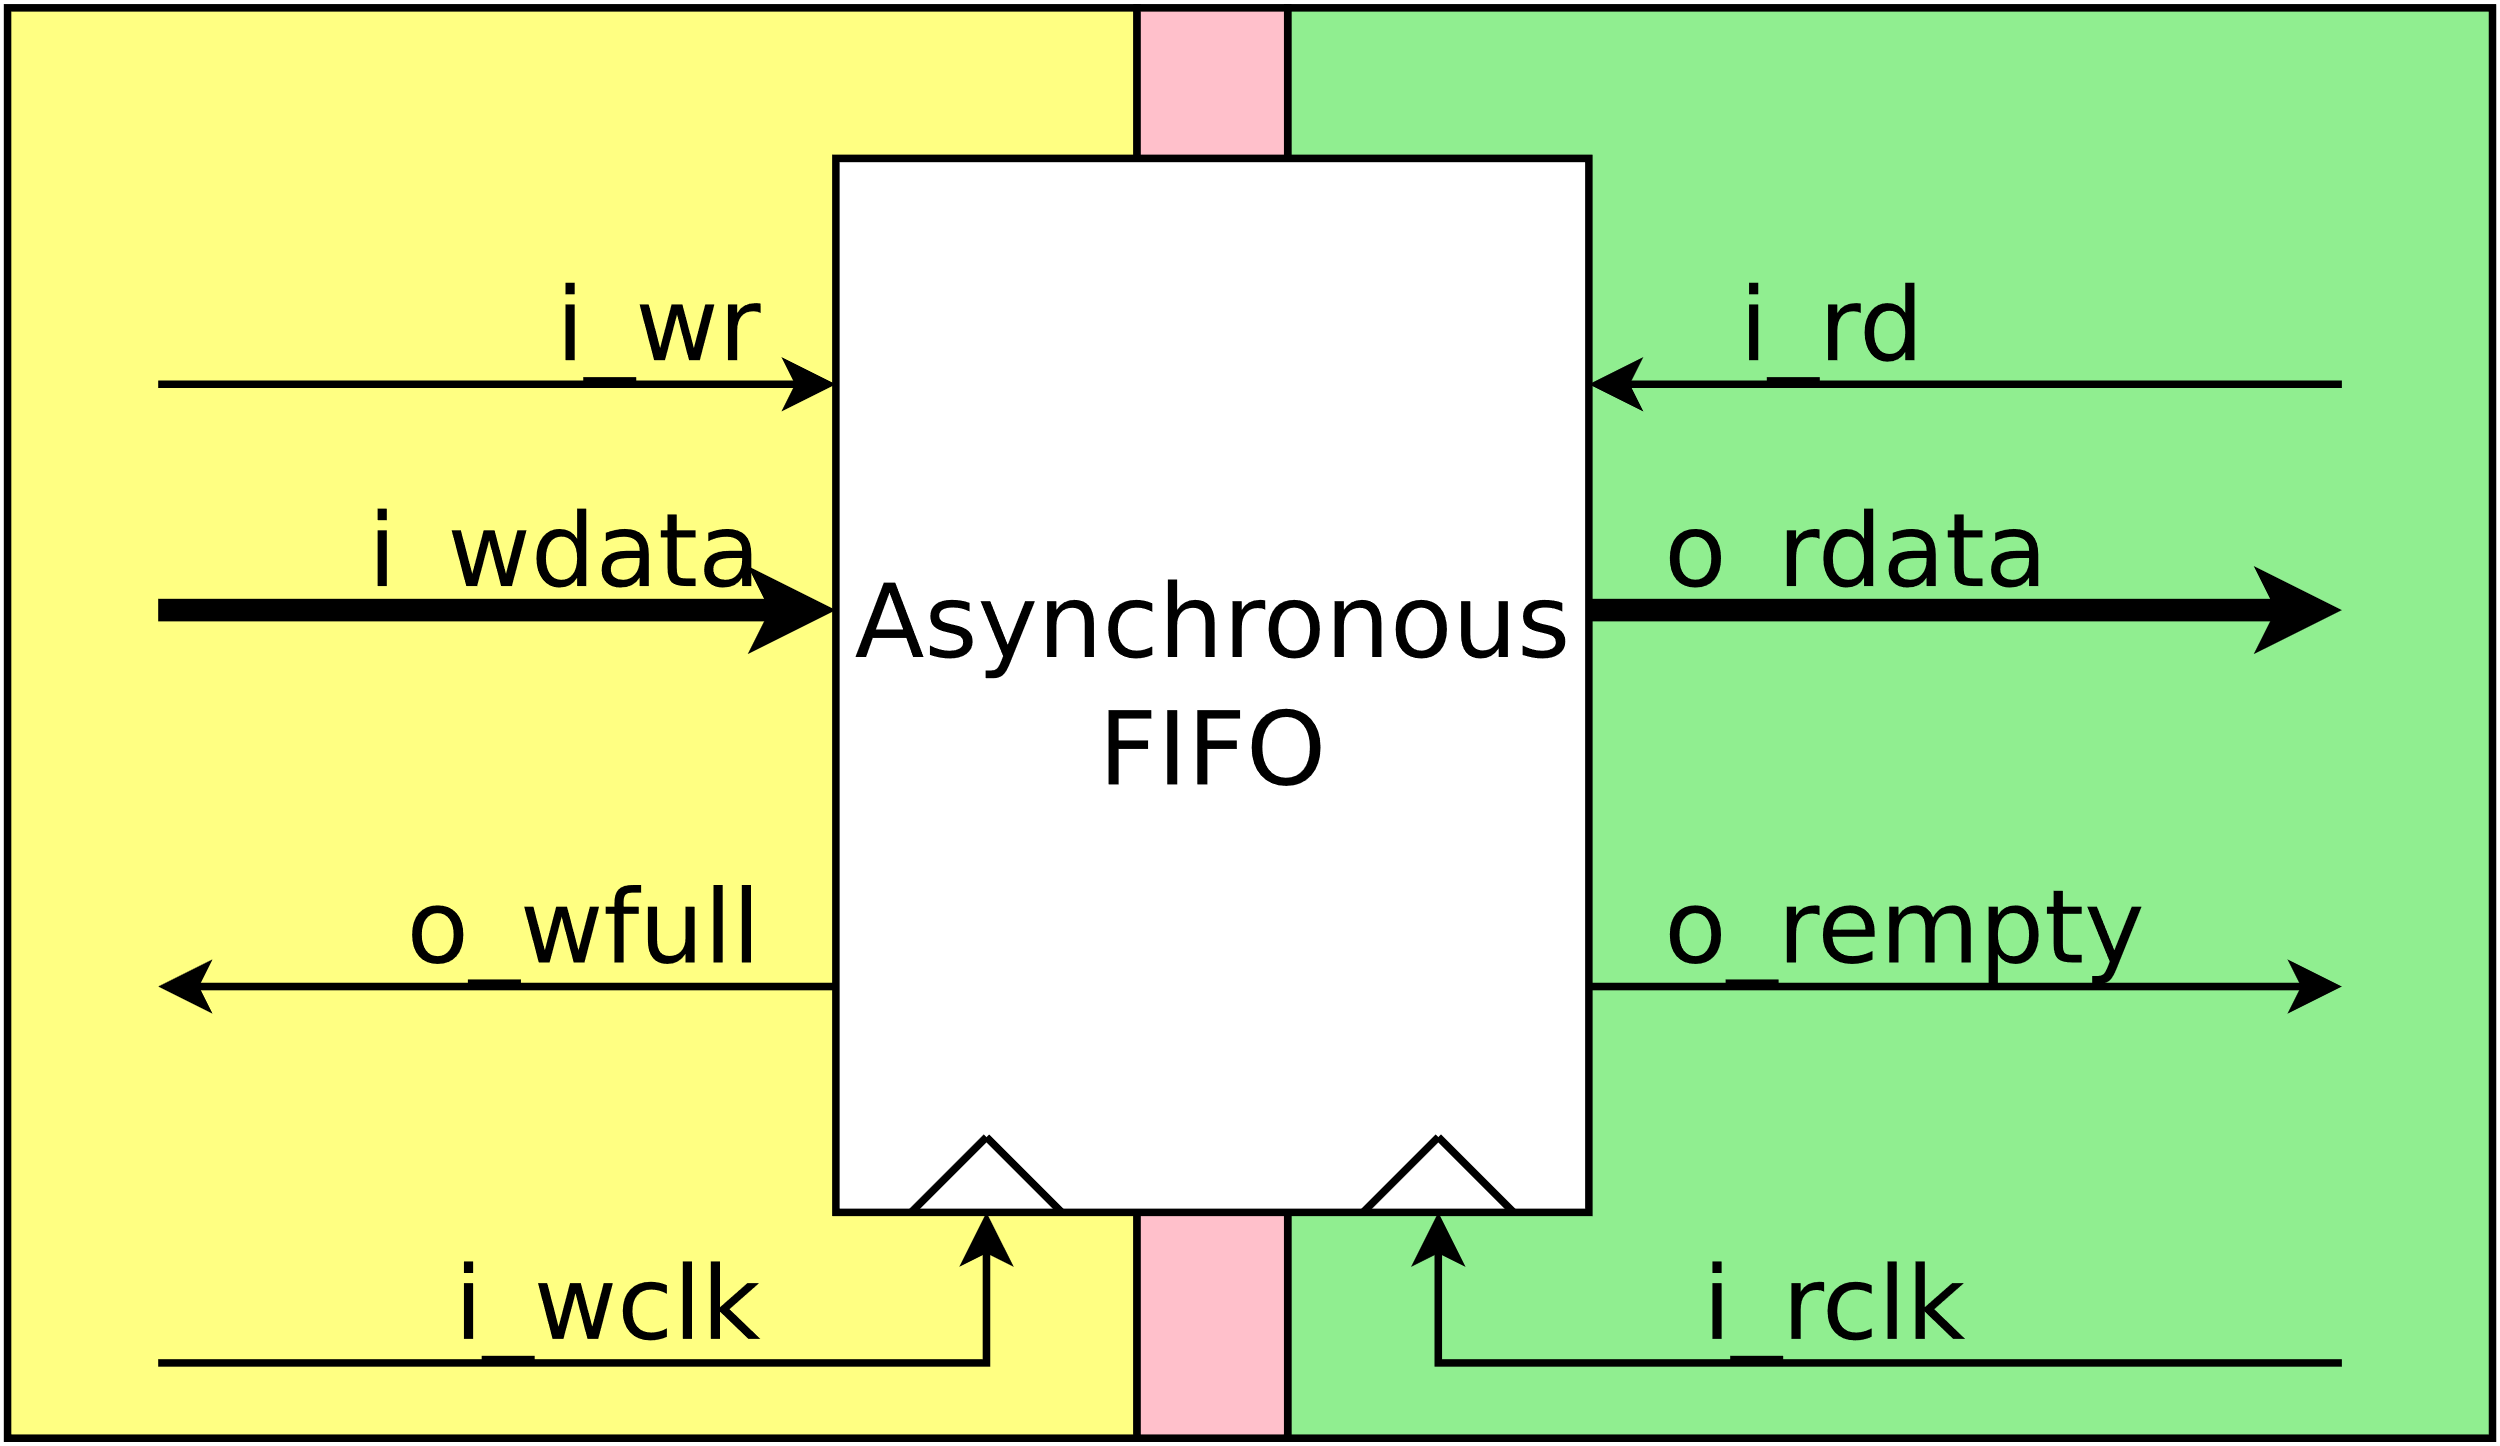 i_wr
i_rd
i_wdata
o_rdata
Asynchronous
FIFO
o_wfull
o_rempty
i_wclk
i_rclk